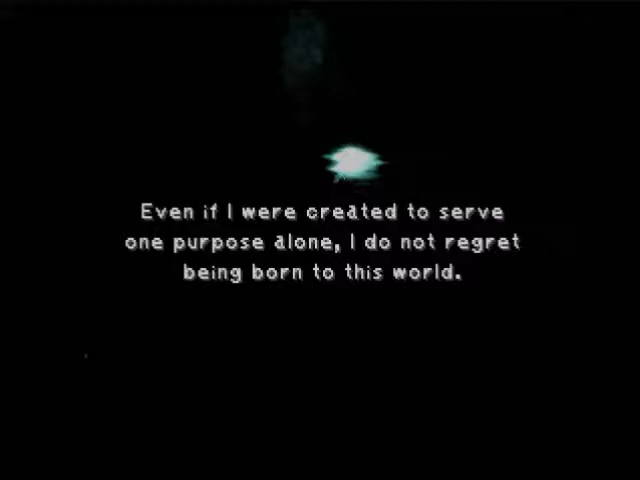 Even if I were created to serve
one purpose alone, I do not regret
being born to this world.